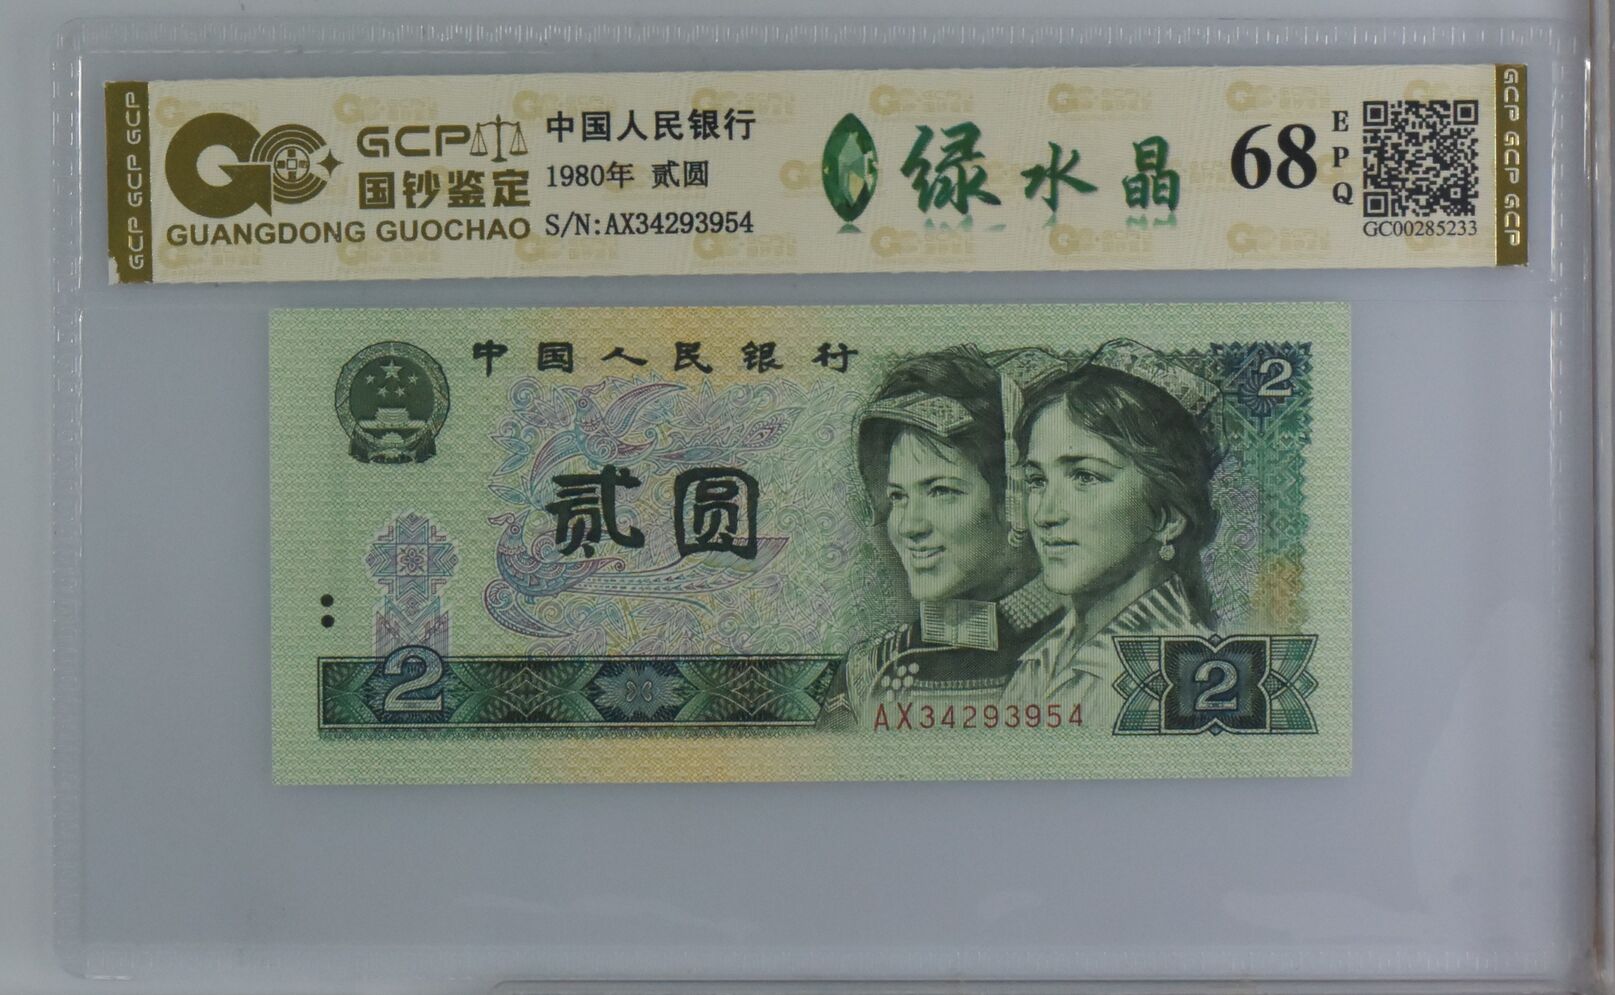 GCP
国钞鉴定
GUANGDONG GUOCHAO
中国人民银行
1980年 贰圆
S/N:AX34293954
绿水晶
68
EPQ
GC00285233
GCP GCP GCP
GCP GCP GCP
中国人民银行
2
贰圆
2
AX34293954
2